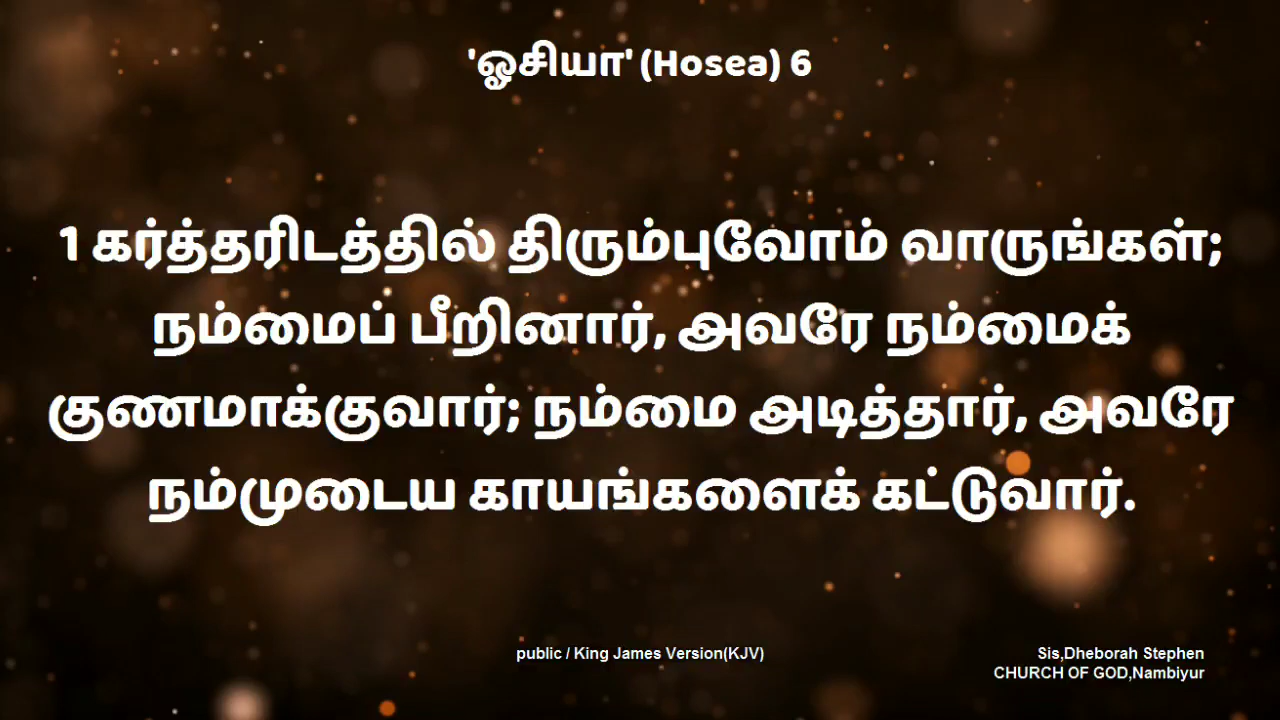 'ஓசியா' (Hosea) 6
1 கர்த்தரிடத்தில் திரும்புவோம் வாருங்கள்;
நம்மைப் பீறினார், அவரே நம்மைக்
குணமாக்குவார்; நம்மை அடித்தார், அவரே
நம்முடைய காயங்களைக் கட்டுவார்.
public / King James Version(KJV)
Sis,Dheborah Stephen
CHURCH OF GOD,Nambiyur